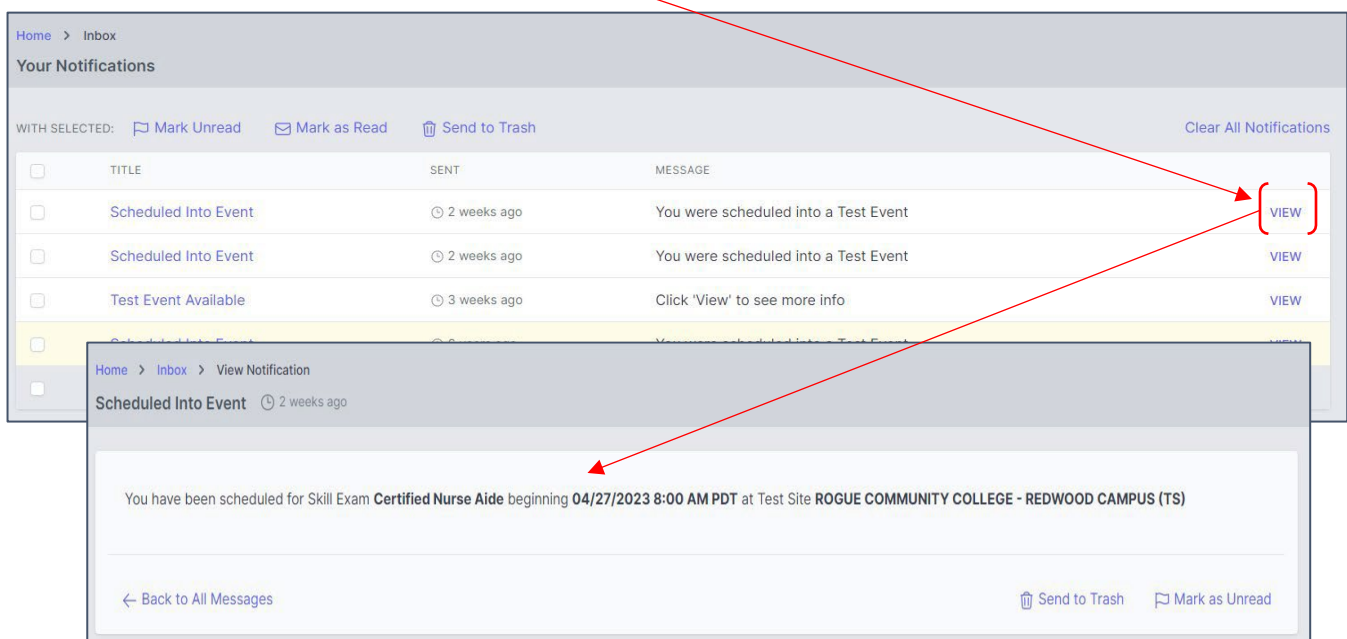 Home > Inbox
Your Notifications
WITH SELECTED: Mark Unread Mark as Read Send to Trash Clear All Notifications
TITLE SENT MESSAGE
Scheduled Into Event 2 weeks ago You were scheduled into a Test Event VIEW
Scheduled Into Event 2 weeks ago You were scheduled into a Test Event VIEW
Test Event Available 3 weeks ago Click 'View' to see more info VIEW
Home > Inbox > View Notification
Scheduled Into Event 2 weeks ago
You have been scheduled for Skill Exam Certified Nurse Aide beginning 04/27/2023 8:00 AM PDT at Test Site ROGUE COMMUNITY COLLEGE - REDWOOD CAMPUS (TS)
← Back to All Messages Send to Trash Mark as Unread